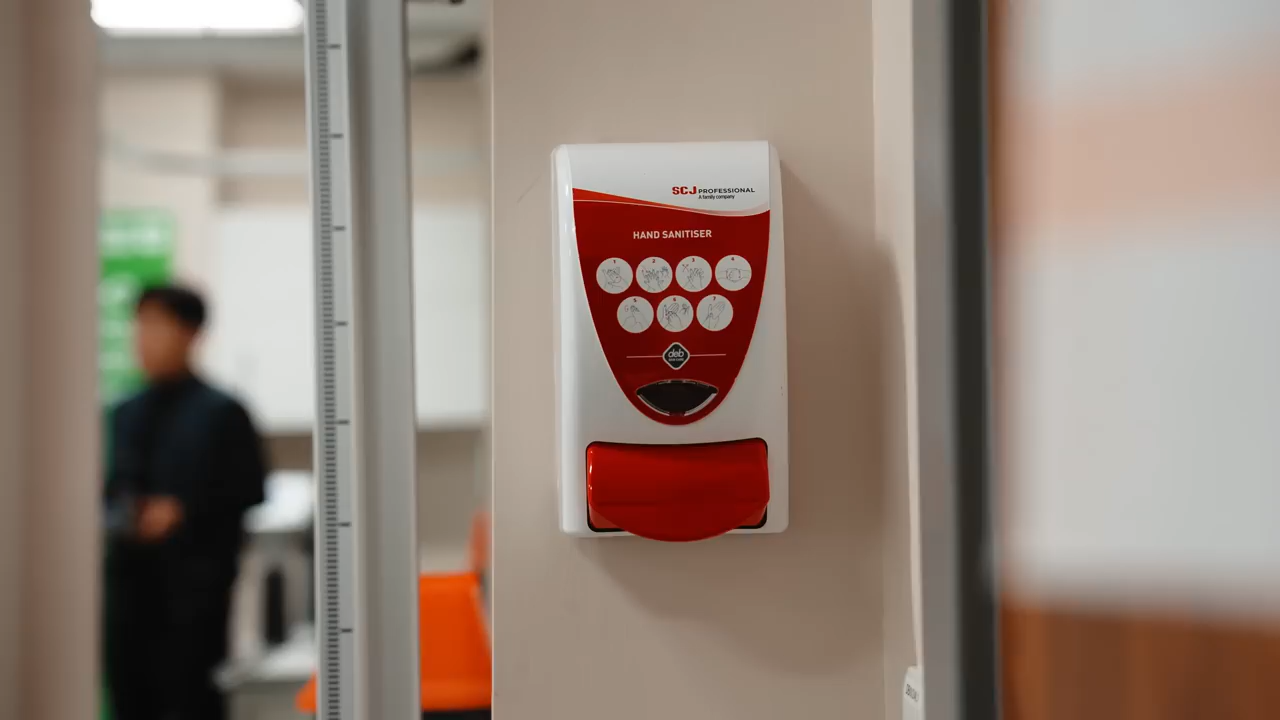 SCJ PROFESSIONAL
A family company
HAND SANITISER
1 2 3 4
5 6 7
deb